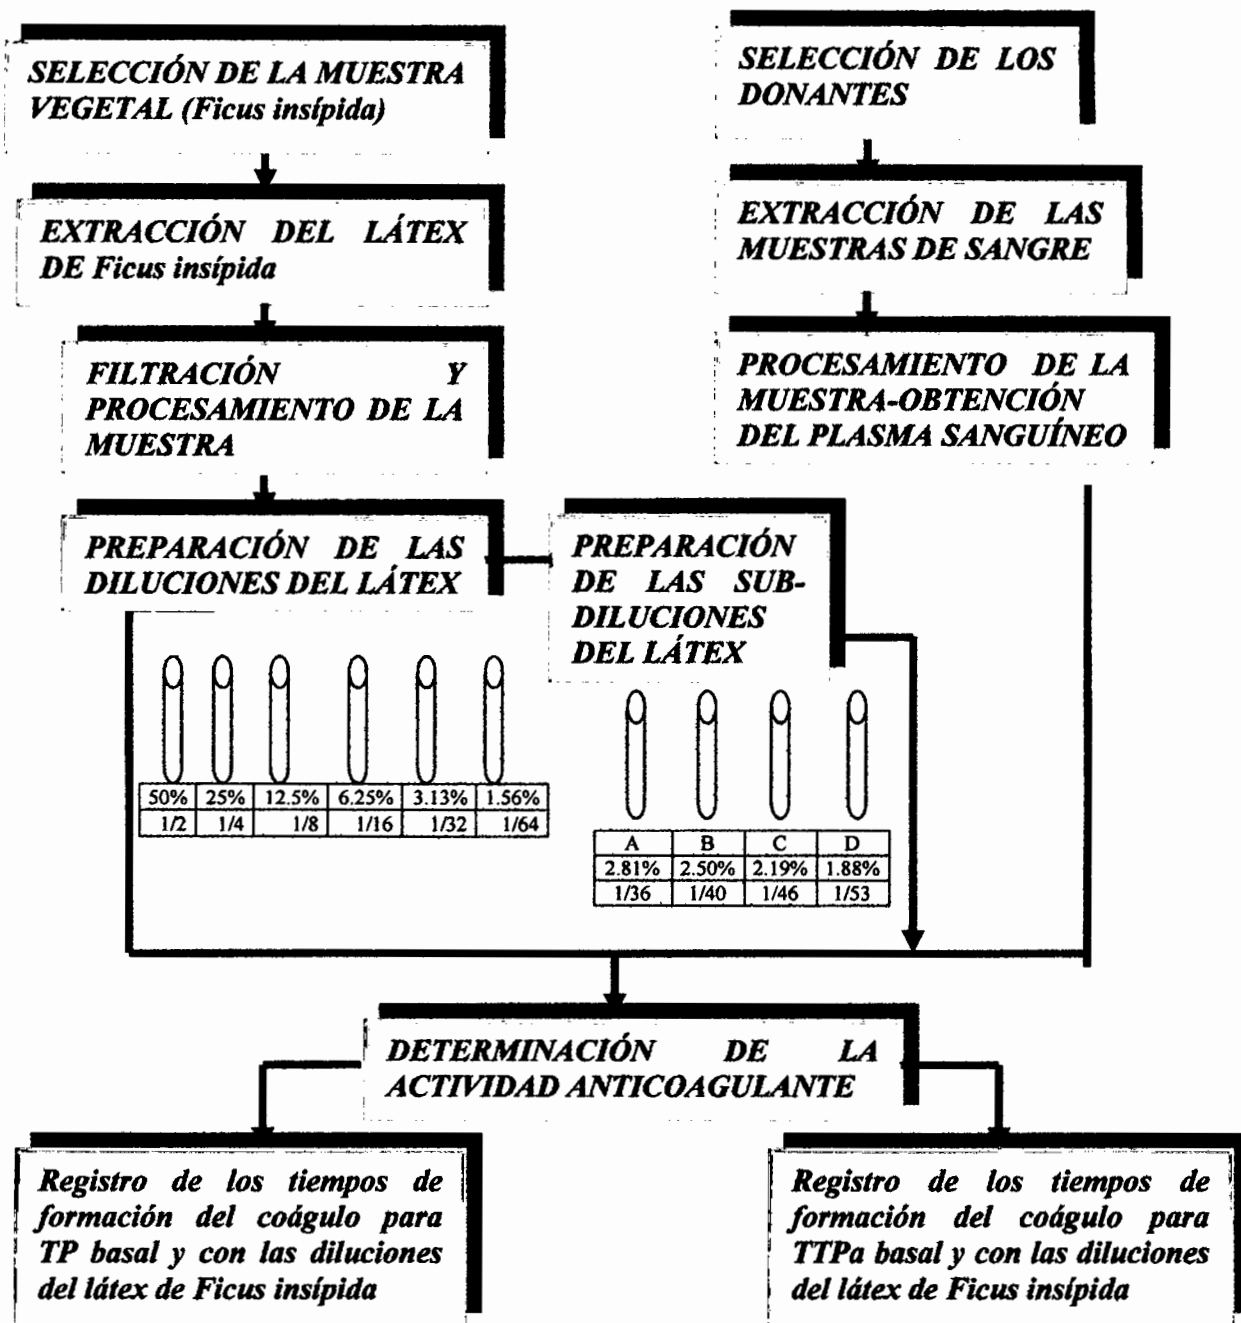 SELECCIÓN DE LA MUESTRA
VEGETAL (Ficus insípida)
EXTRACCIÓN DEL LÁTEX
DE Ficus insípida
FILTRACIÓN Y
PROCESAMIENTO DE LA
MUESTRA
PREPARACIÓN DE LAS
DILUCIONES DEL LÁTEX
50% 25% 12.5% 6.25% 3.13% 1.56%
1/2 1/4 1/8 1/16 1/32 1/64
PREPARACIÓN
DE LAS SUB-
DILUCIONES
DEL LÁTEX
A B C D
2.81% 2.50% 2.19% 1.88%
1/36 1/40 1/46 1/53
SELECCIÓN DE LOS
DONANTES
EXTRACCIÓN DE LAS
MUESTRAS DE SANGRE
PROCESAMIENTO DE LA
MUESTRA-OBTENCIÓN
DEL PLASMA SANGUÍNEO
DETERMINACIÓN DE LA
ACTIVIDAD ANTICOAGULANTE
Registro de los tiempos de
formación del coágulo para
TP basal y con las diluciones
del látex de Ficus insípida
Registro de los tiempos de
formación del coágulo para
TTPa basal y con las diluciones
del látex de Ficus insípida